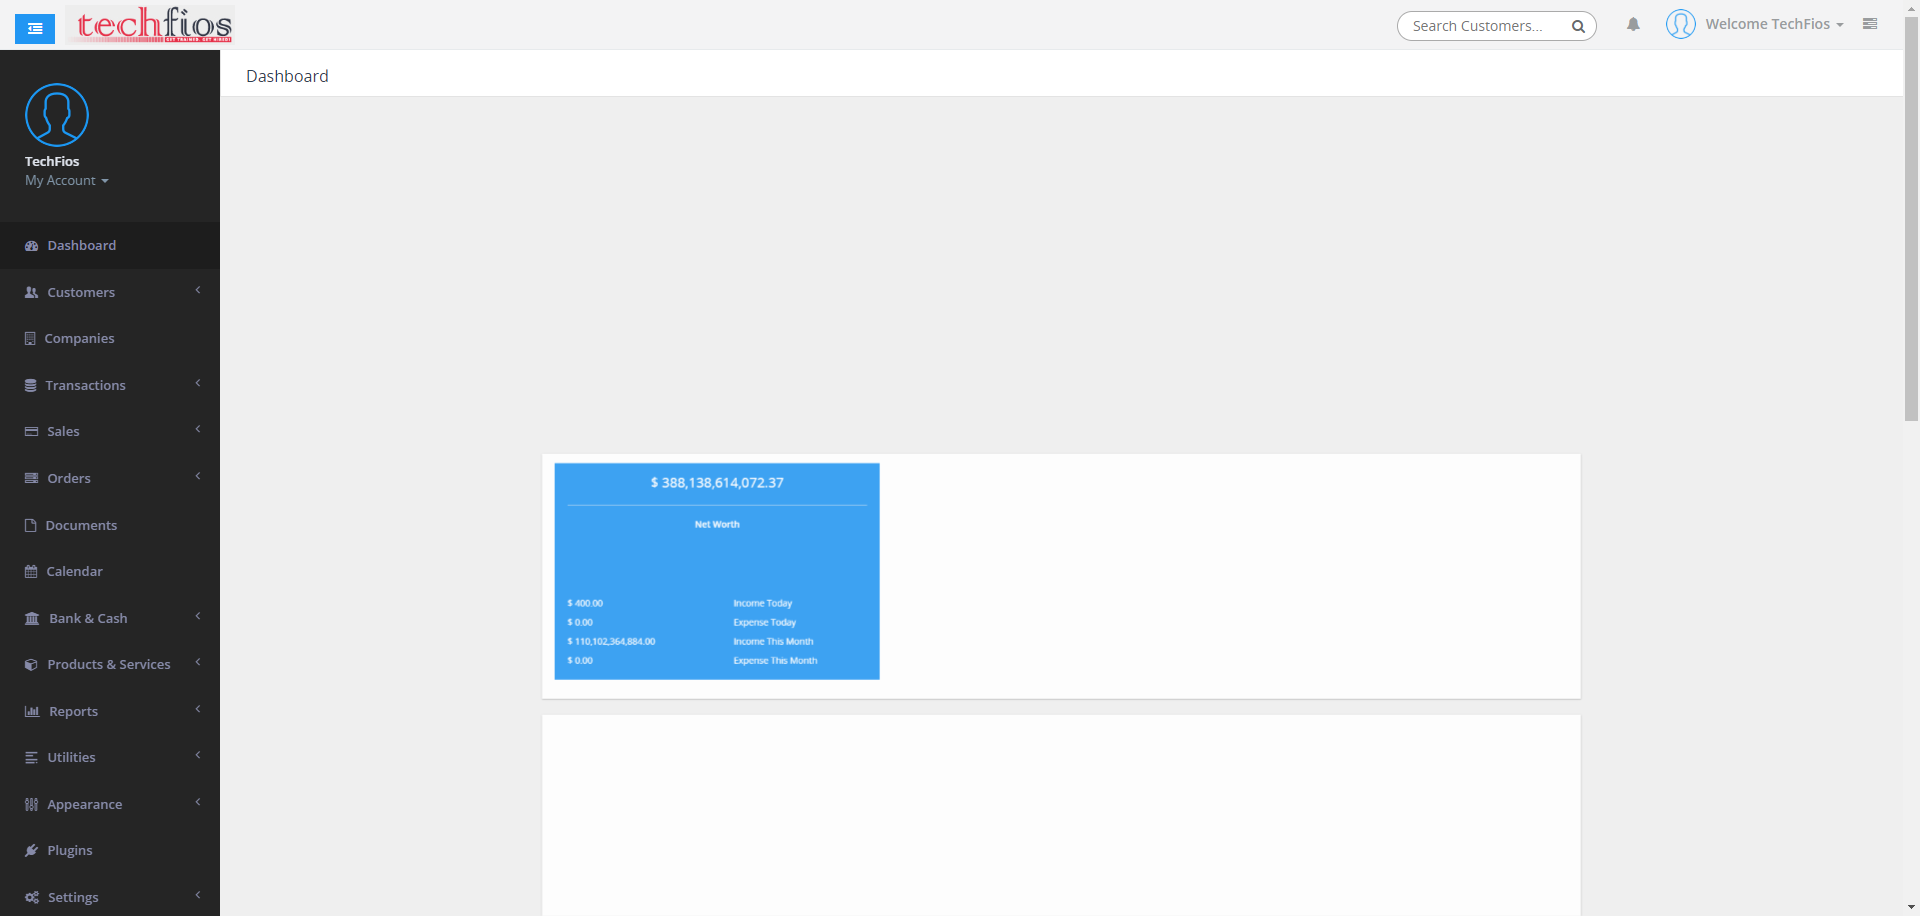 techfios
Search Customers...
Welcome TechFios
Dashboard
TechFios
My Account
Dashboard
Customers
Companies
Transactions
Sales
Orders
Documents
Calendar
Bank & Cash
Products & Services
Reports
Utilities
Appearance
Plugins
Settings
$ 388,138,614,072.37
Net Worth
$ 400.00 Income Today
$ 0.00 Expense Today
$ 110,102,364,884.00 Income This Month
$ 0.00 Expense This Month